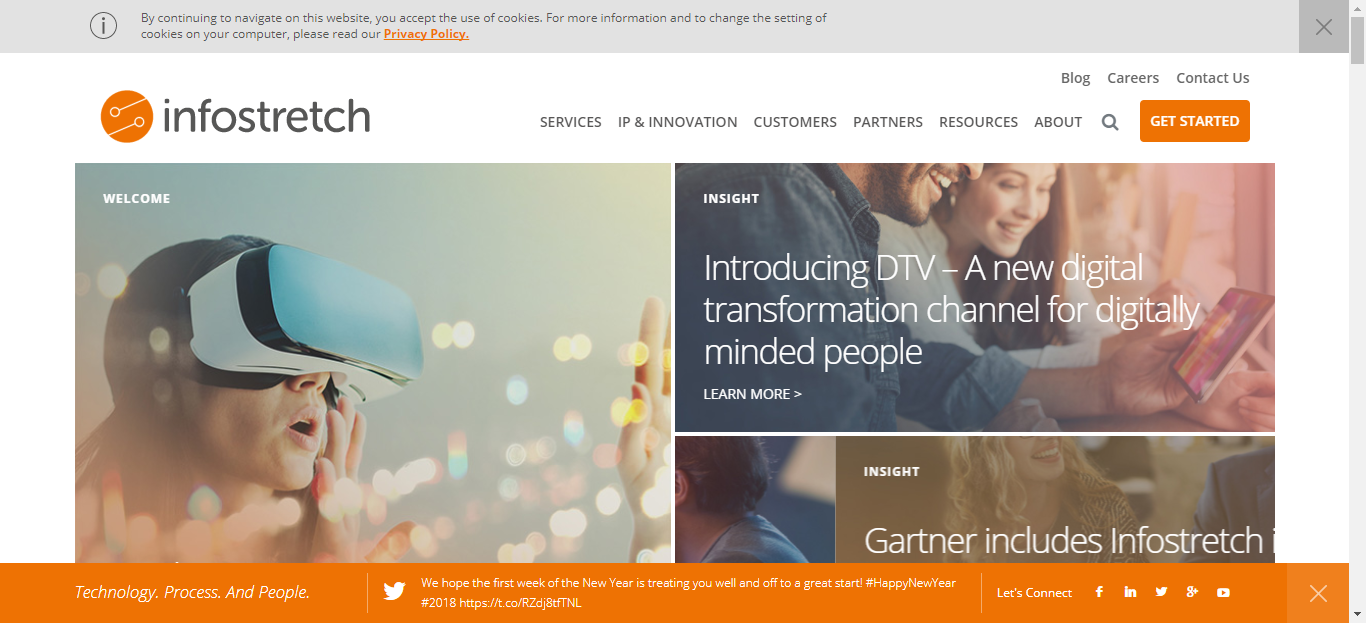 By continuing to navigate on this website, you accept the use of cookies. For more information and to change the setting of
cookies on your computer, please read our Privacy Policy.
Blog Careers Contact Us
infostretch
SERVICES IP & INNOVATION CUSTOMERS PARTNERS RESOURCES ABOUT GET STARTED
WELCOME
INSIGHT
Introducing DTV – A new digital
transformation channel for digitally
minded people
LEARN MORE >
INSIGHT
Gartner includes Infostretch
Technology. Process. And People.
We hope the first week of the New Year is treating you well and off to a great start! #HappyNewYear
#2018 https://t.co/RZdj8tfTNL
Let's Connect